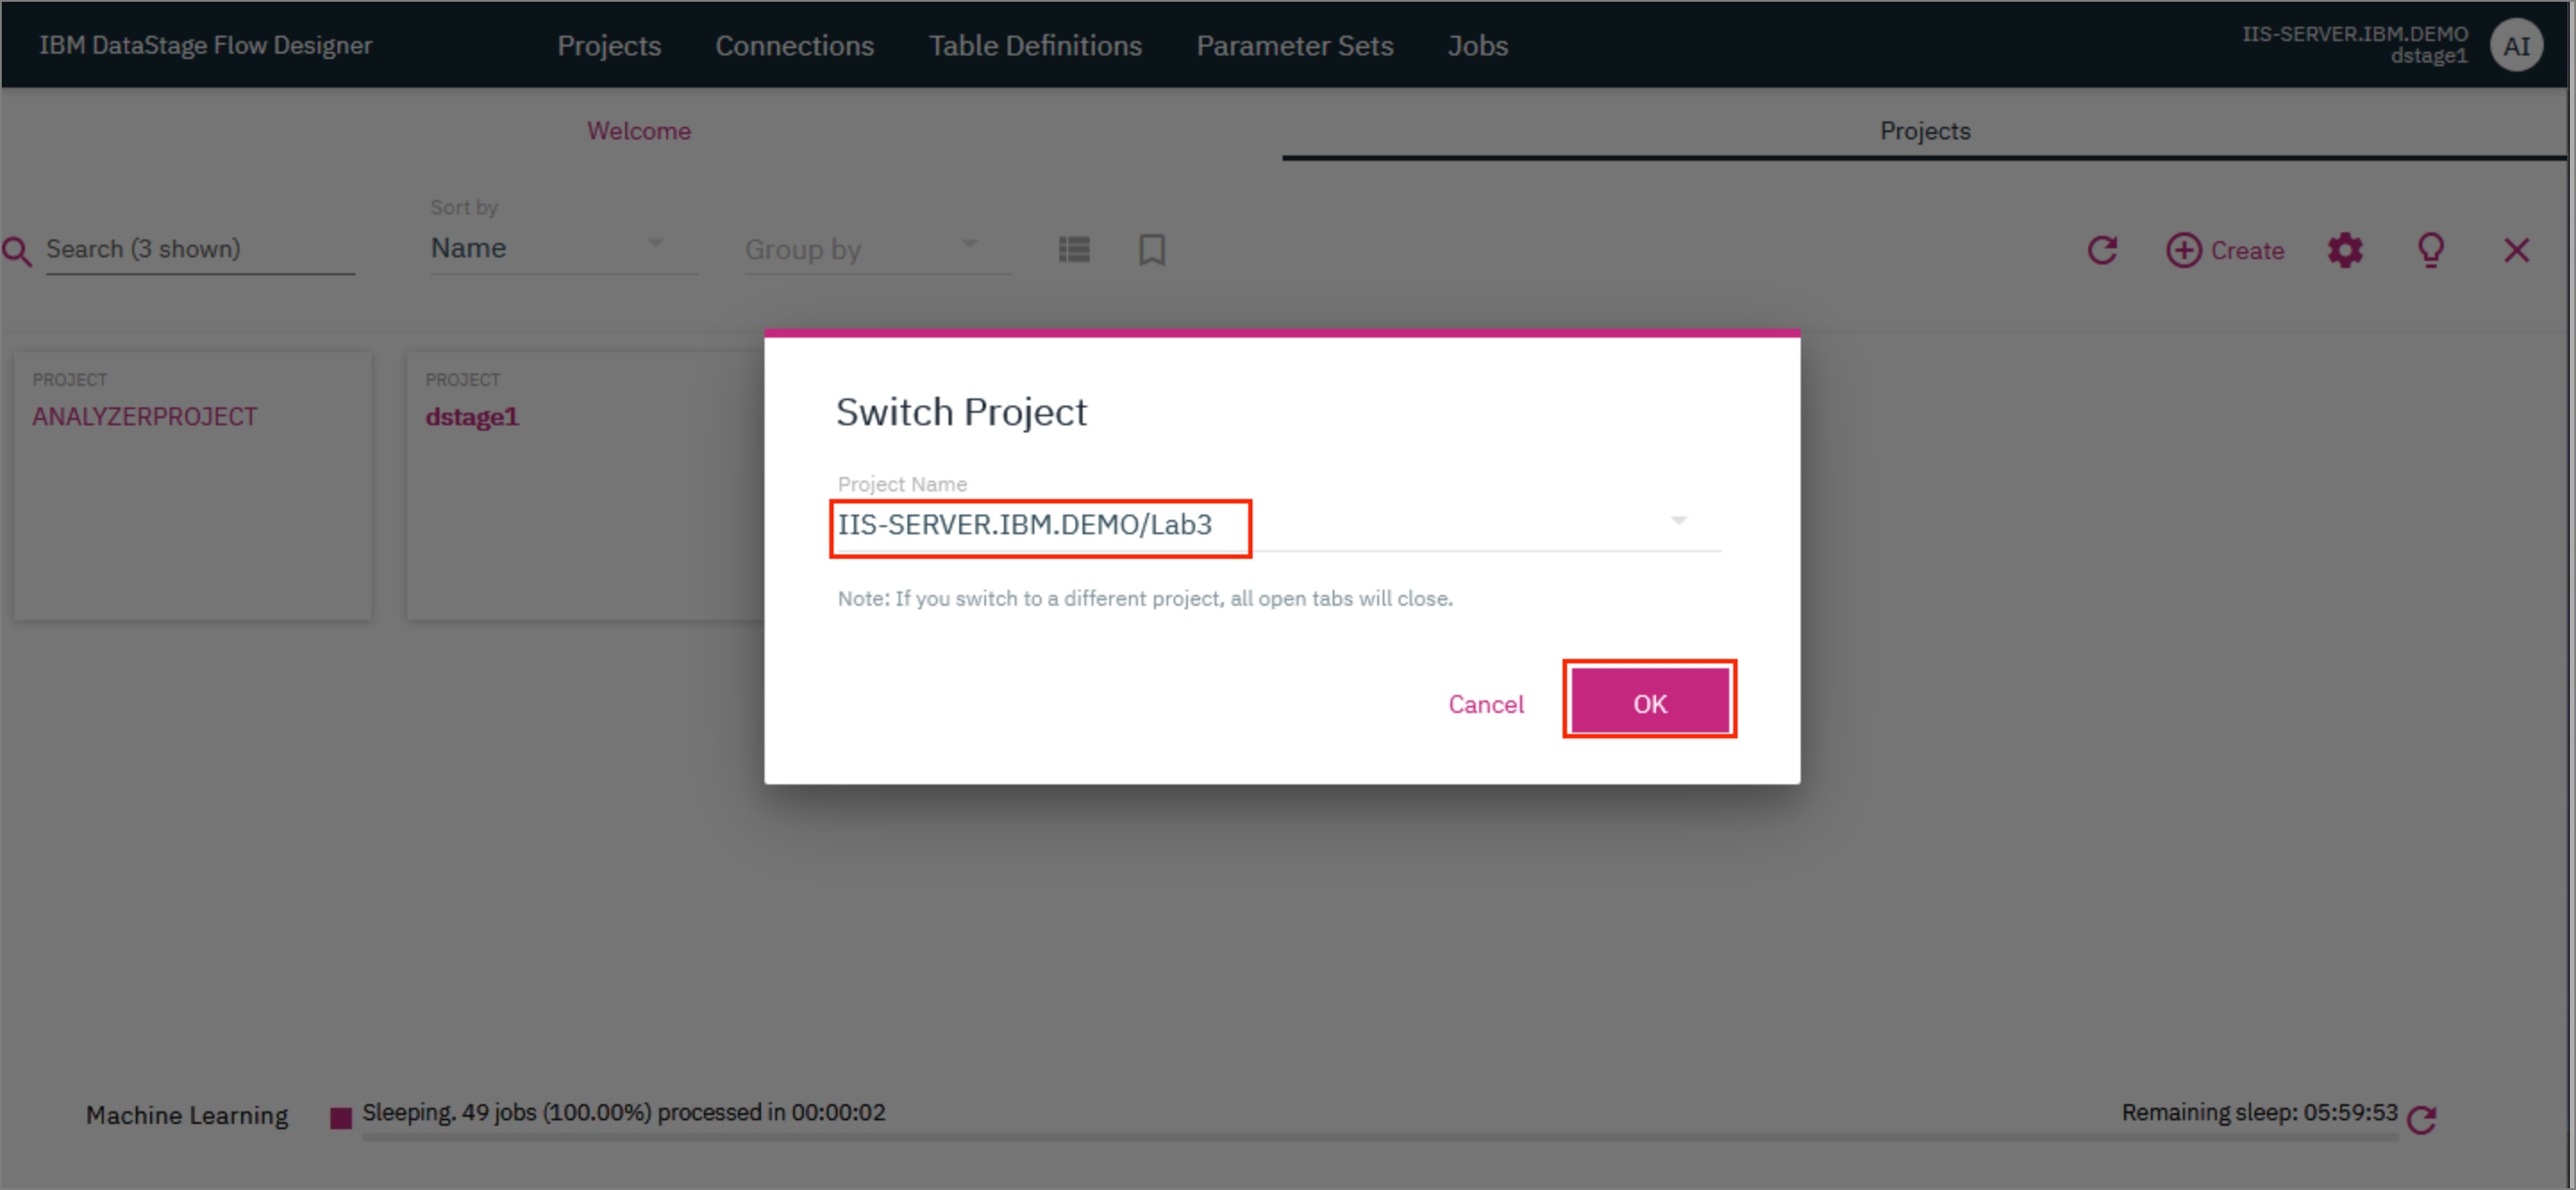 IBM DataStage Flow Designer
Projects Connections Table Definitions Parameter Sets Jobs
IIS-SERVER.IBM.DEMO
dstage1
AI
Welcome
Projects
Sort by
Search (3 shown)
Name
Group by
Create
PROJECT
ANALYZERPROJECT
PROJECT
dstage1
Switch Project
Project Name
IIS-SERVER.IBM.DEMO/Lab3
Note: If you switch to a different project, all open tabs will close.
Cancel
OK
Machine Learning
Sleeping. 49 jobs (100.00%) processed in 00:00:02
Remaining sleep: 05:59:53